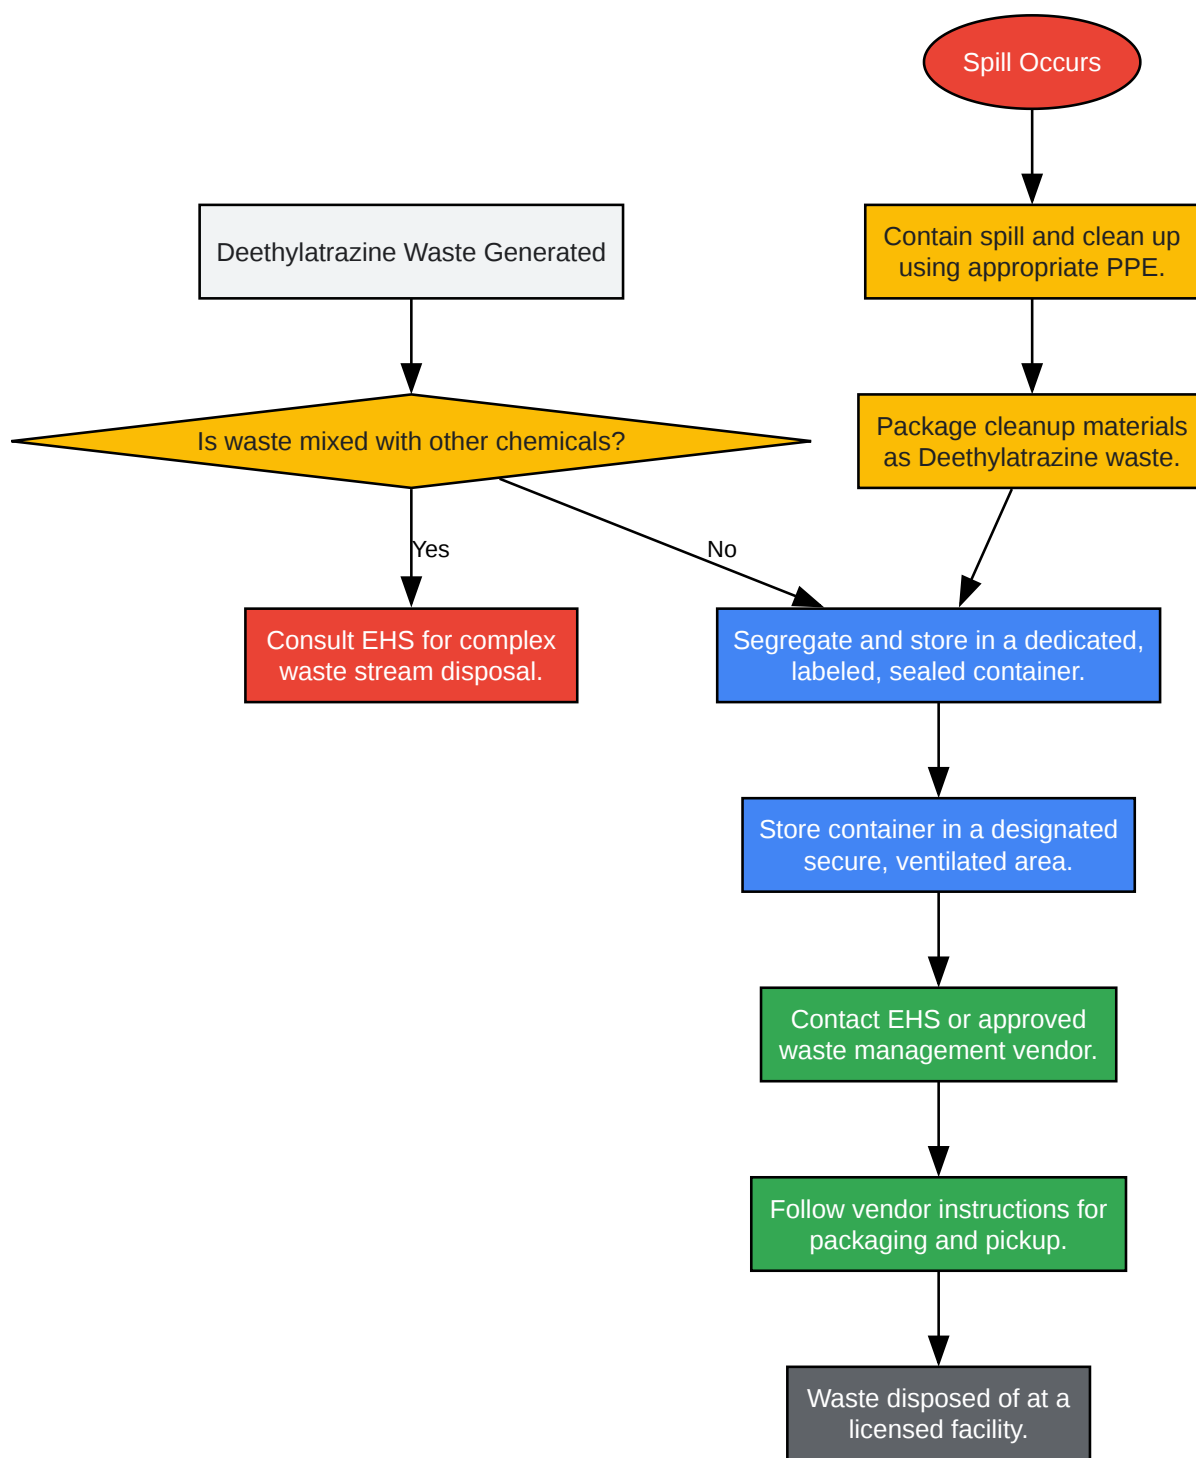 Spill Occurs
Deethylatrazine Waste Generated
Contain spill and clean up
using appropriate PPE.
Is waste mixed with other chemicals?
Package cleanup materials
as Deethylatrazine waste.
Yes
No
Consult EHS for complex
waste stream disposal.
Segregate and store in a dedicated,
labeled, sealed container.
Store container in a designated
secure, ventilated area.
Contact EHS or approved
waste management vendor.
Follow vendor instructions for
packaging and pickup.
Waste disposed of at a
licensed facility.